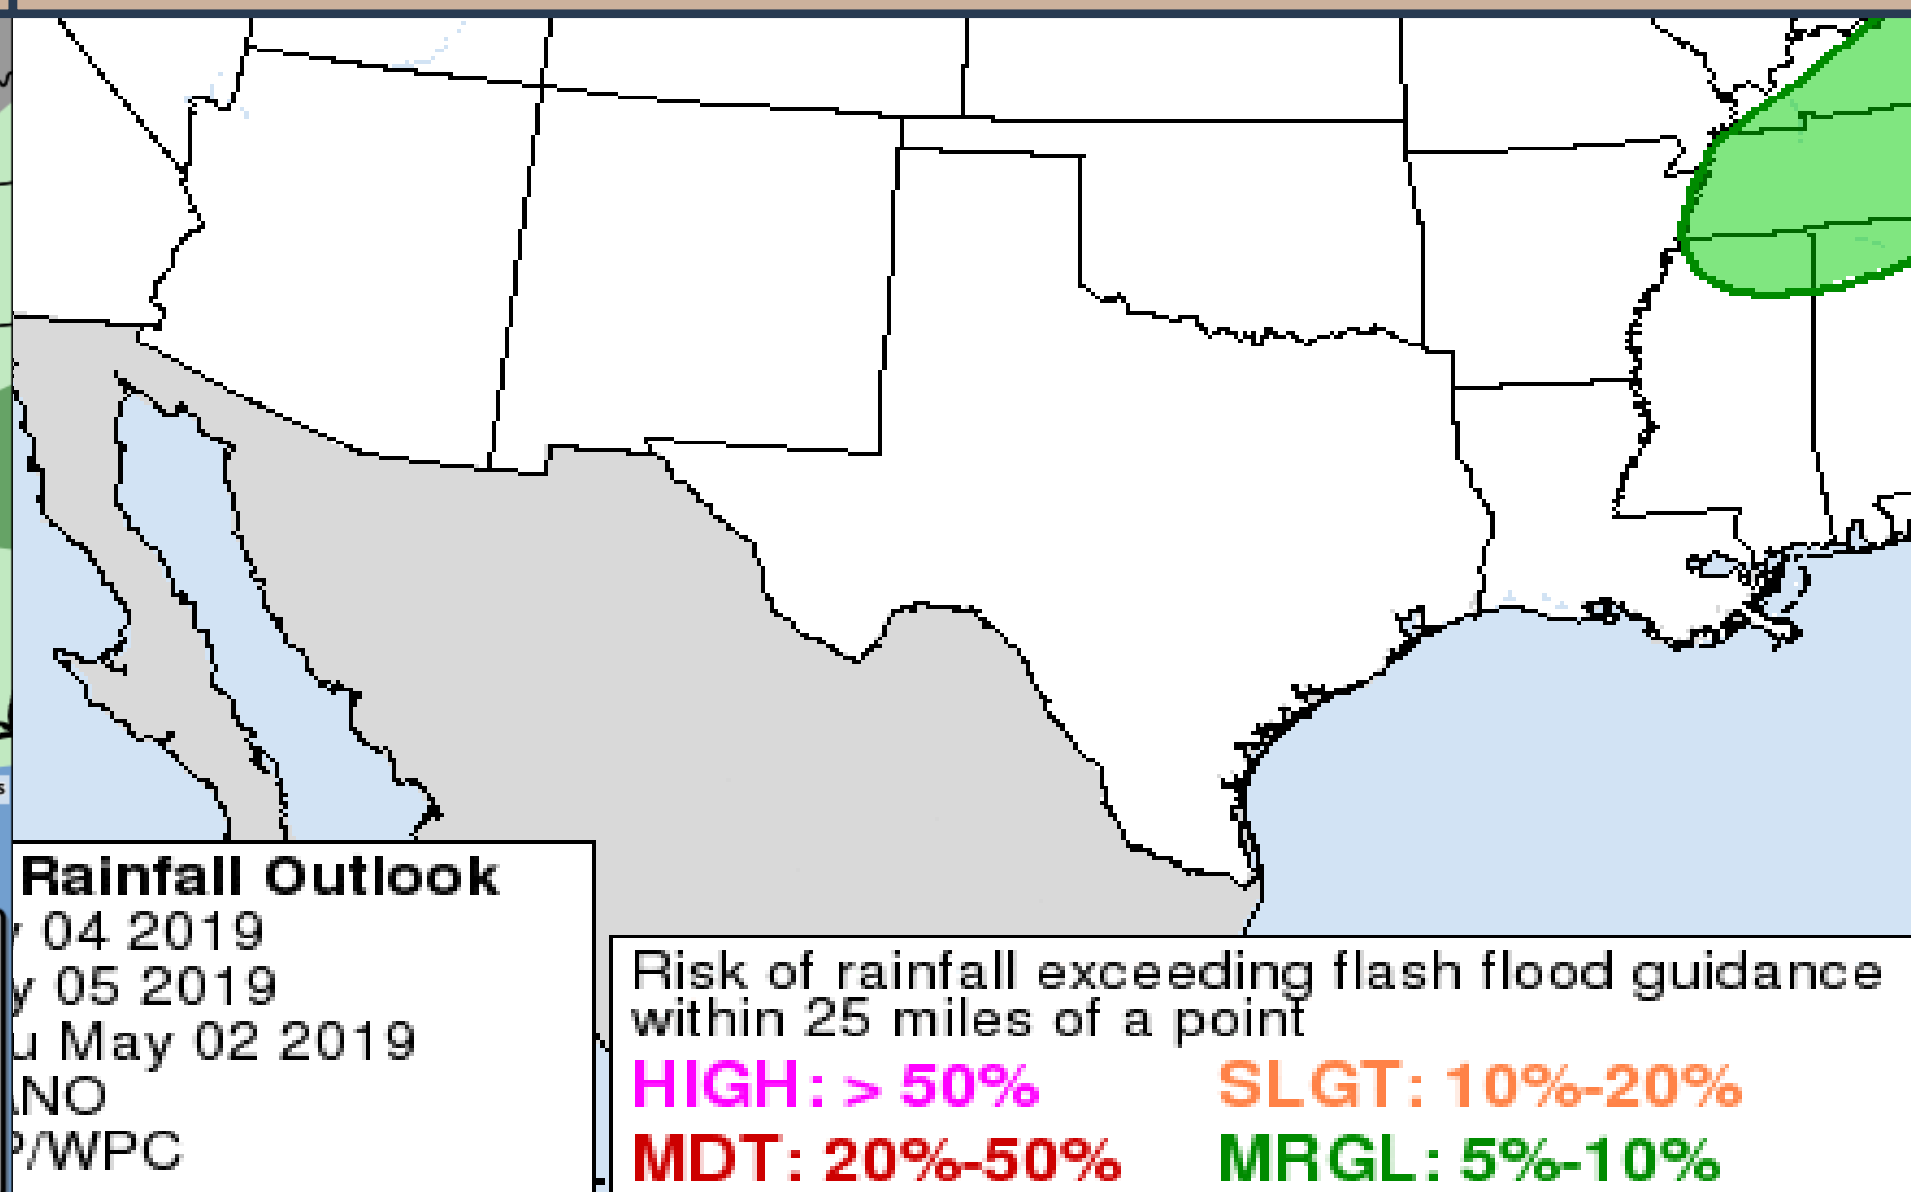 Rainfall Outlook
04 2019
y 05 2019
u May 02 2019
NO
/WPC
Risk of rainfall exceeding flash flood guidance
within 25 miles of a point
HIGH: > 50% SLGT: 10%-20%
MDT: 20%-50% MRGL: 5%-10%